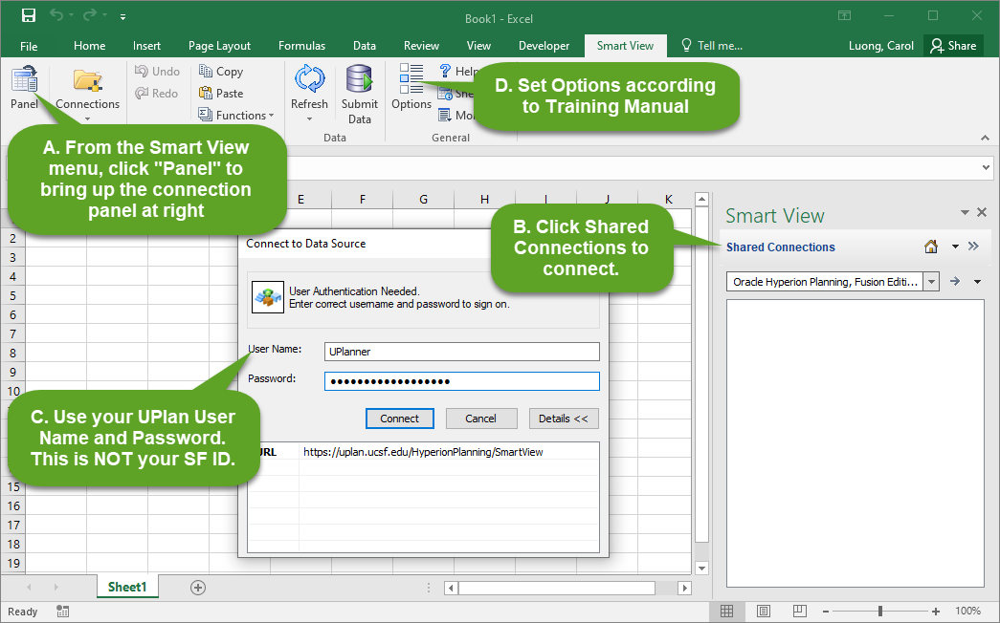 Book1 - Excel
File Home Insert Page Layout Formulas Data Review View Developer Smart View Tell me... Luong, Carol Share
Panel
Connections
Undo
Redo
Copy
Paste
Functions
Refresh
Submit
Data
Data
Options
Help
She
Mo
General
A. From the Smart View
menu, click "Panel" to
bring up the connection
panel at right
D. Set Options according
to Training Manual
E F G H I J K
B. Click Shared
Connections to
connect.
Smart View
Shared Connections
Oracle Hyperion Planning, Fusion Editi...
Connect to Data Source
User Authentication Needed.
Enter correct username and password to sign on.
User Name: UPlanner
Password:
Connect Cancel Details <<
URL https://uplan.ucsf.edu/HyperionPlanning/SmartView
C. Use your UPlan User
Name and Password.
This is NOT your SF ID.
2
3
4
5
6
7
8
9
10
15
16
17
18
19
Sheet1
Ready
100%